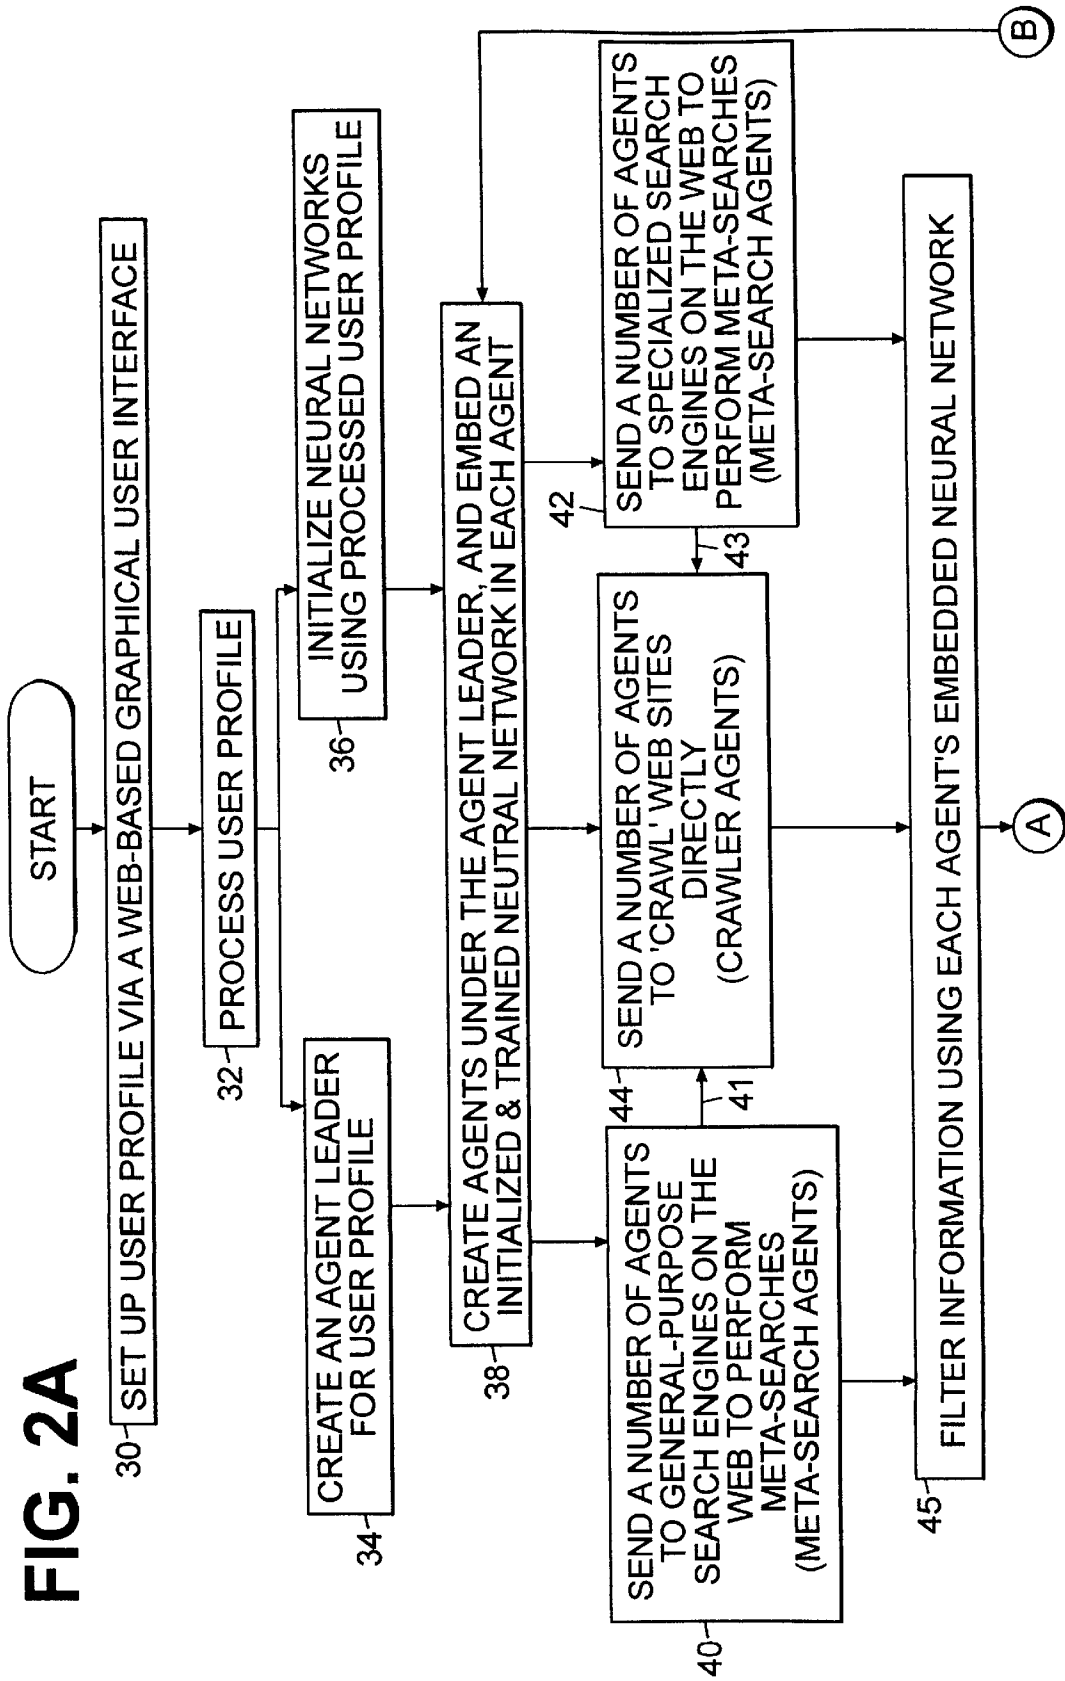 FIG. 2A
START
30
SET UP USER PROFILE VIA A WEB-BASED GRAPHICAL USER INTERFACE
32
PROCESS USER PROFILE
34
CREATE AN AGENT LEADER
FOR USER PROFILE
36
INITIALIZE NEURAL NETWORKS
USING PROCESSED USER PROFILE
38
CREATE AGENTS UNDER THE AGENT LEADER, AND EMBED AN
INITIALIZED & TRAINED NEUTRAL NETWORK IN EACH AGENT
40
SEND A NUMBER OF AGENTS
TO GENERAL-PURPOSE
SEARCH ENGINES ON THE
WEB TO PERFORM
META-SEARCHES
(META-SEARCH AGENTS)
41
44
SEND A NUMBER OF AGENTS
TO 'CRAWL' WEB SITES
DIRECTLY
(CRAWLER AGENTS)
43
42
SEND A NUMBER OF AGENTS
TO SPECIALIZED SEARCH
ENGINES ON THE WEB TO
PERFORM META-SEARCHES
(META-SEARCH AGENTS)
45
FILTER INFORMATION USING EACH AGENT'S EMBEDDED NEURAL NETWORK
A
B